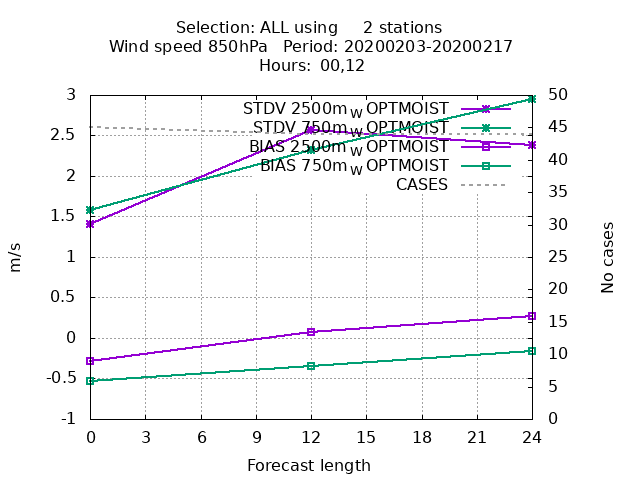 Selection: ALL using     2 stations
Wind speed 850hPa   Period: 20200203-20200217
Hours: 00,12
STDV 2500m_W OPTMOIST
STDV 750m_W OPTMOIST
BIAS 2500m_W OPTMOIST
BIAS 750m_W OPTMOIST
CASES
3
2.5
2
1.5
1
0.5
0
-0.5
-1
m/s
50
45
40
35
30
25
20
15
10
5
0
No cases
0 3 6 9 12 15 18 21 24
Forecast length